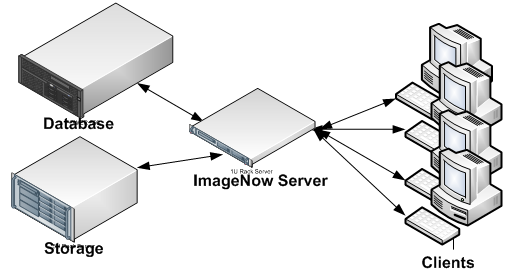 Database
1U Rack Server
ImageNow Server
Storage
Clients